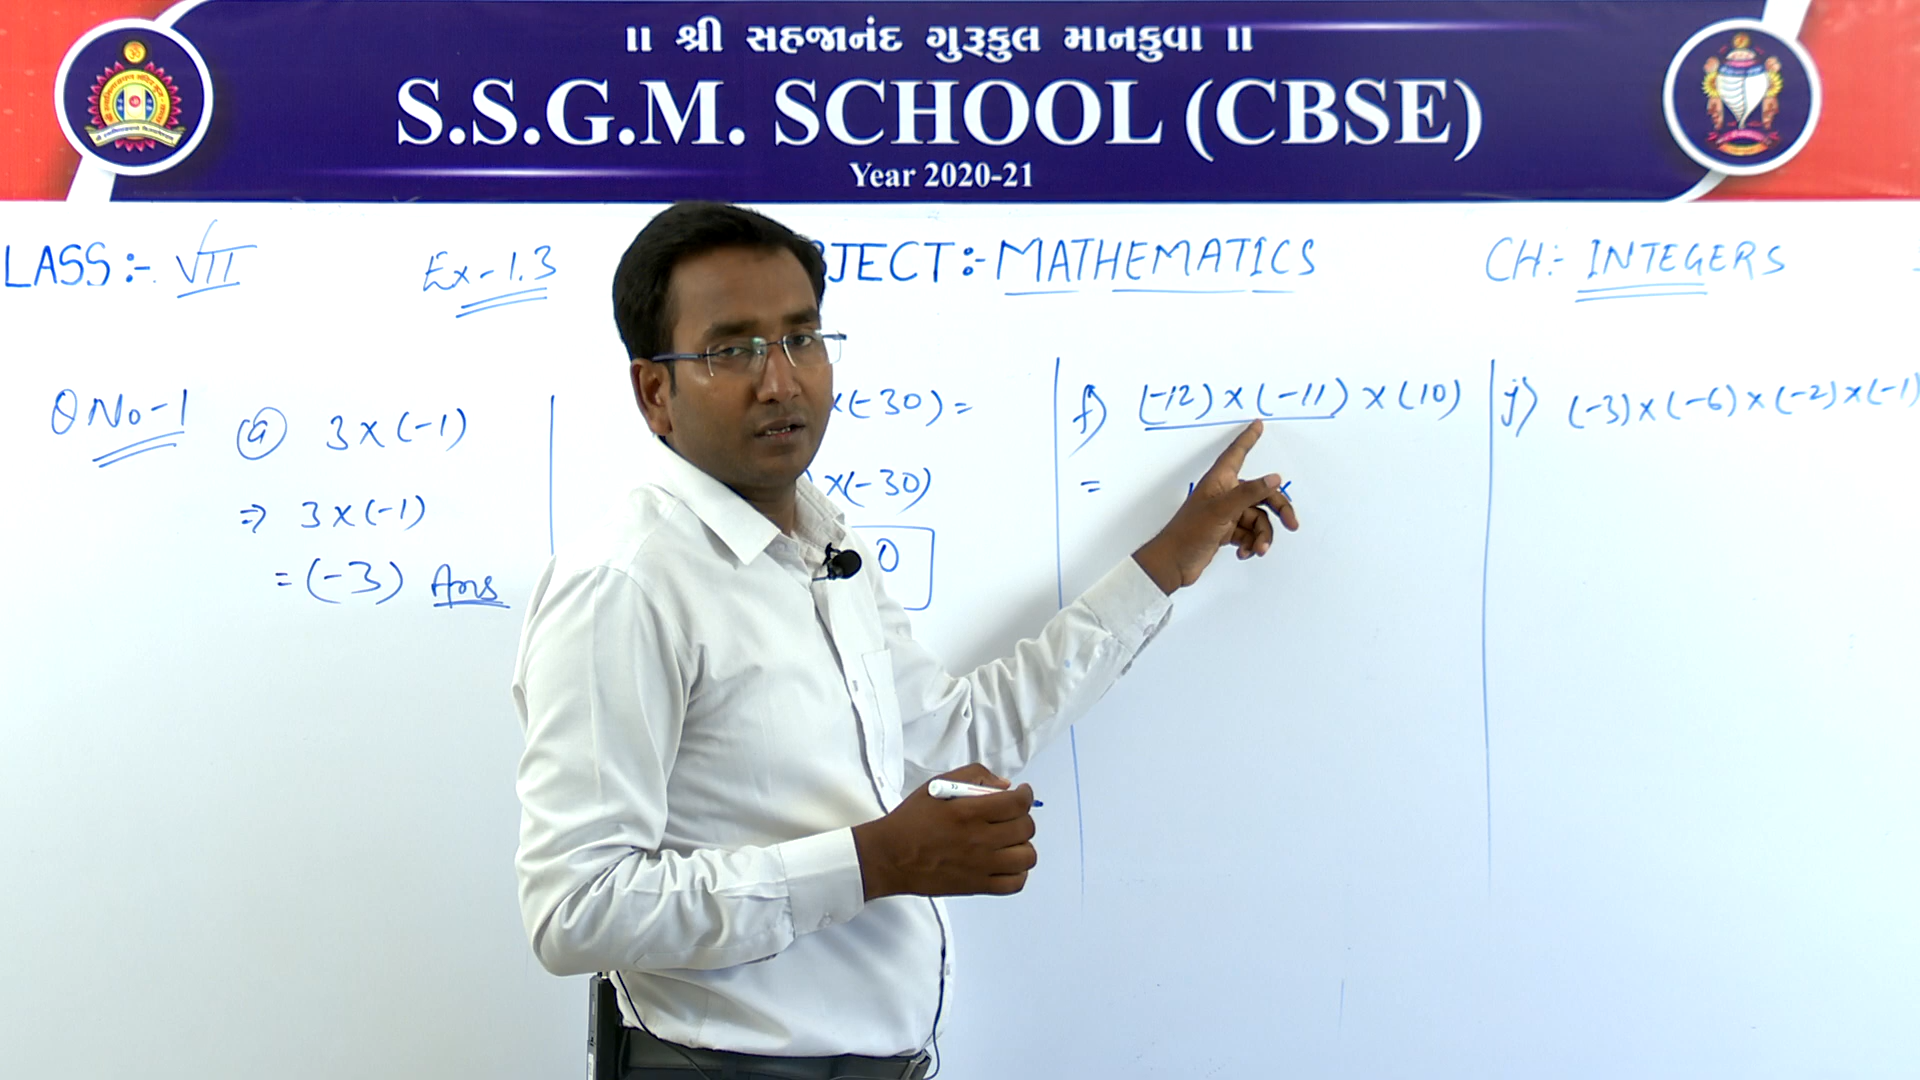 ॥ શ્રી સહજાનંદ ગુરૂકુલ માનકુવા ॥
S.S.G.M. SCHOOL (CBSE)
Year 2020-21
LASS :- VII
Ex-1.3
JECT :- MATHEMATICS
CH:- INTEGERS
Q No-1
(a) 3 x (-1)
⇒ 3 x (-1)
= (-3) Ans
x(-30) =
) x(-30)
0
f) (-12) x (-11) x (10)
= x
j) (-3) x (-6) x (-2) x (-1)